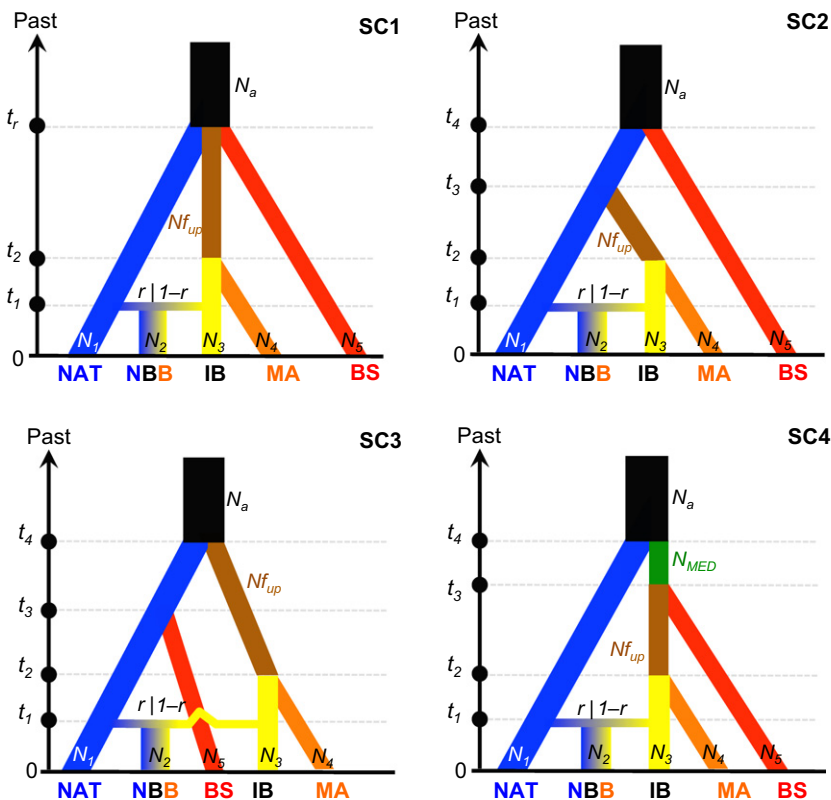 Past
SC1
N_a
t_r
Nf_up
t_2
r | 1–r
t_1
N_1
N_2
N_3
N_4
N_5
0
NAT
NBB
IB
MA
BS
Past
SC2
N_a
t_4
t_3
Nf_up
t_2
r | 1–r
t_1
N_1
N_2
N_3
N_4
N_5
0
NAT
NBB
IB
MA
BS
Past
SC3
N_a
t_4
Nf_up
t_3
t_2
r | 1–r
t_1
N_1
N_2
N_5
N_3
N_4
0
NAT
NBB
BS
IB
MA
Past
SC4
N_a
t_4
N_MED
t_3
Nf_up
t_2
r | 1–r
t_1
N_1
N_2
N_3
N_4
N_5
0
NAT
NBB
IB
MA
BS